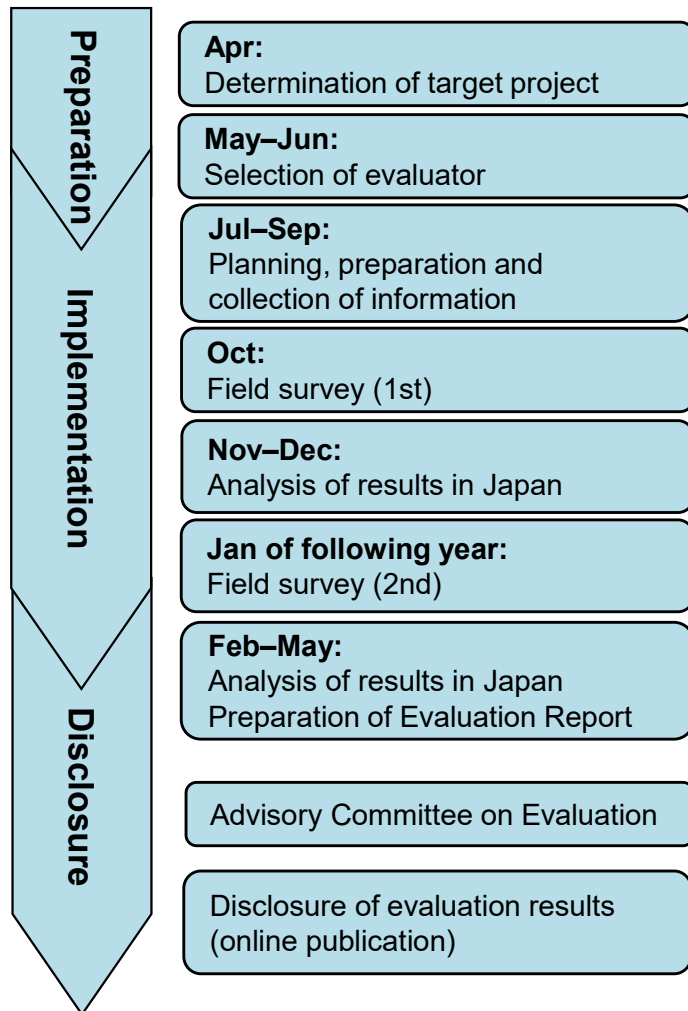 Preparation
Apr:
Determination of target project
May–Jun:
Selection of evaluator
Implementation
Jul–Sep:
Planning, preparation and
collection of information
Oct:
Field survey (1st)
Nov–Dec:
Analysis of results in Japan
Jan of following year:
Field survey (2nd)
Disclosure
Feb–May:
Analysis of results in Japan
Preparation of Evaluation Report
Advisory Committee on Evaluation
Disclosure of evaluation results
(online publication)